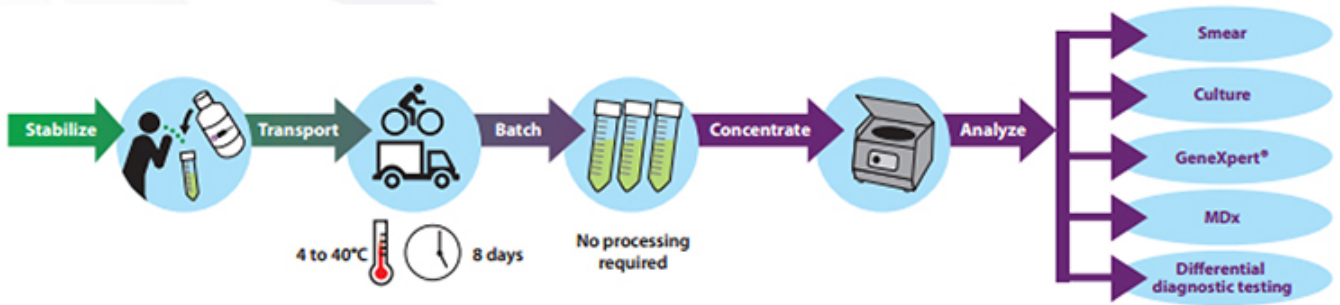 Stabilize
Transport
Batch
Concentrate
Analyze
4 to 40°C
8 days
No processing
required
Smear
Culture
GeneXpert®
MDx
Differential
diagnostic testing